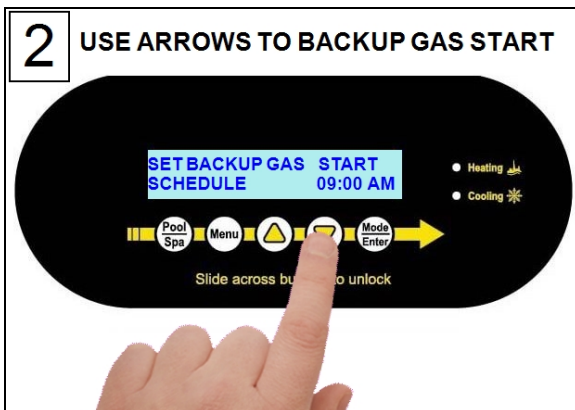 2
USE ARROWS TO BACKUP GAS START
SET BACKUP GAS START
SCHEDULE 09:00 AM
Heating
Cooling
Pool
Spa
Menu
Mode
Enter
Slide across bu to unlock